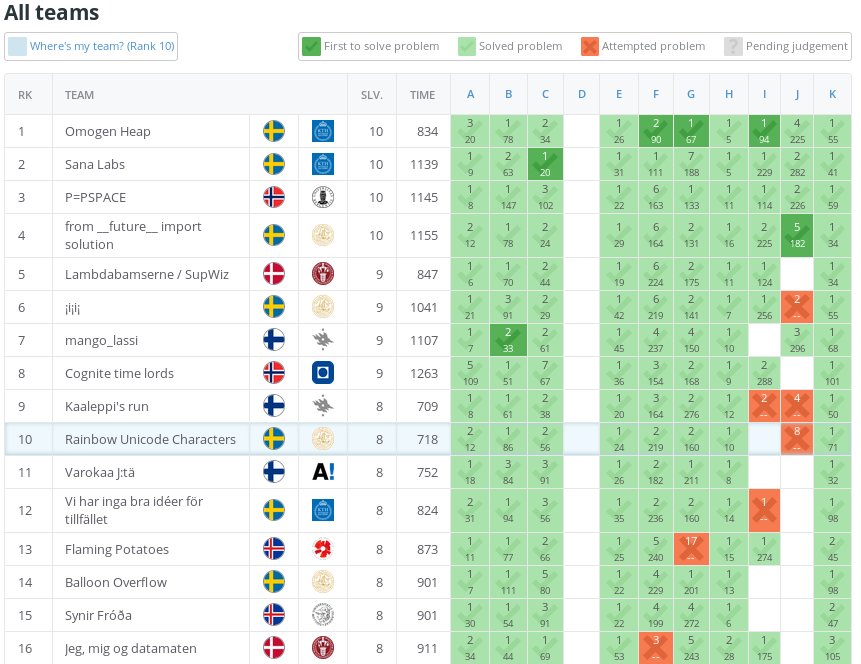 All teams
Where's my team? (Rank 10) First to solve problem Solved problem Attempted problem ? Pending judgement
RK TEAM SLV. TIME A B C D E F G H I J K
1 Omogen Heap 10 834 3 1 2 1 2 1 1 1 4 1
20 78 34 26 90 67 5 94 225 55
2 Sana Labs 10 1139 1 2 1 1 1 7 1 1 2 1
9 63 20 31 111 188 5 229 282 41
3 P=PSPACE 10 1145 1 1 3 1 6 1 1 1 2 1
8 147 102 22 163 133 11 114 226 59
4 from __future__ import
solution 10 1155 2 1 2 1 6 2 1 2 5 1
12 78 24 29 164 131 16 225 182 34
5 Lambdabamserne / SupWiz 9 847 1 1 2 1 6 2 1 1 1
6 70 44 19 224 175 11 124 34
6 ¡i¡i¡ 9 1041 1 3 2 1 6 2 1 1 2 1
21 91 29 42 219 141 7 256 -- 55
7 mango_lassi 9 1107 1 2 2 1 4 4 1 3 1
7 33 61 45 237 150 10 296 68
8 Cognite time lords 9 1263 5 1 7 1 3 2 1 2 1
109 51 67 36 154 168 9 288 101
9 Kaaleppi's run 8 709 1 1 2 1 3 2 1 2 4 1
8 61 38 20 164 276 12 -- -- 50
10 Rainbow Unicode Characters 8 718 2 1 2 1 2 2 1 8 1
12 86 56 24 219 160 10 -- 71
11 Varokaa J:tä A! 8 752 1 3 3 1 2 1 1 1
18 84 91 26 182 211 8 32
12 Vi har inga bra idéer för
tillfället 8 824 2 1 3 1 2 2 1 1 1
31 94 56 35 236 160 14 -- 98
13 Flaming Potatoes 8 873 1 1 2 1 5 17 1 1 2
11 77 66 25 240 -- 15 274 45
14 Balloon Overflow 8 901 1 1 5 1 4 1 1 1
7 111 80 22 229 201 13 98
15 Synir Fróða 8 901 1 1 3 1 4 4 1 2
30 54 91 22 199 272 6 47
16 Jeg, mig og datamaten 8 911 2 1 1 1 3 5 2 1 3
34 44 69 53 -- 243 28 175 105